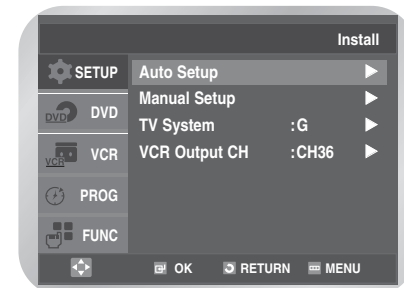 Install
SETUP
Auto Setup
Manual Setup
DVD DVD
TV System :G
VCR VCR
VCR Output CH :CH36
PROG
FUNC
OK RETURN MENU